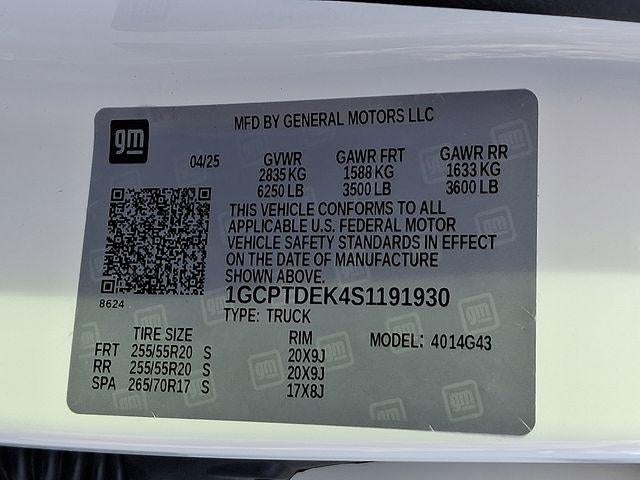 gm
MFD BY GENERAL MOTORS LLC
04/25
GVWR
2835 KG
6250 LB
GAWR FRT
1588 KG
3500 LB
GAWR RR
1633 KG
3600 LB
THIS VEHICLE CONFORMS TO ALL
APPLICABLE U.S. FEDERAL MOTOR
VEHICLE SAFETY STANDARDS IN EFFECT
ON THE DATE OF MANUFACTURE
SHOWN ABOVE.
8624
1GCPTDEK4S1191930
TYPE: TRUCK
TIRE SIZE
FRT 255/55R20 S
RR 255/55R20 S
SPA 265/70R17 S
RIM
20X9J
20X9J
17X8J
MODEL: 4014G43